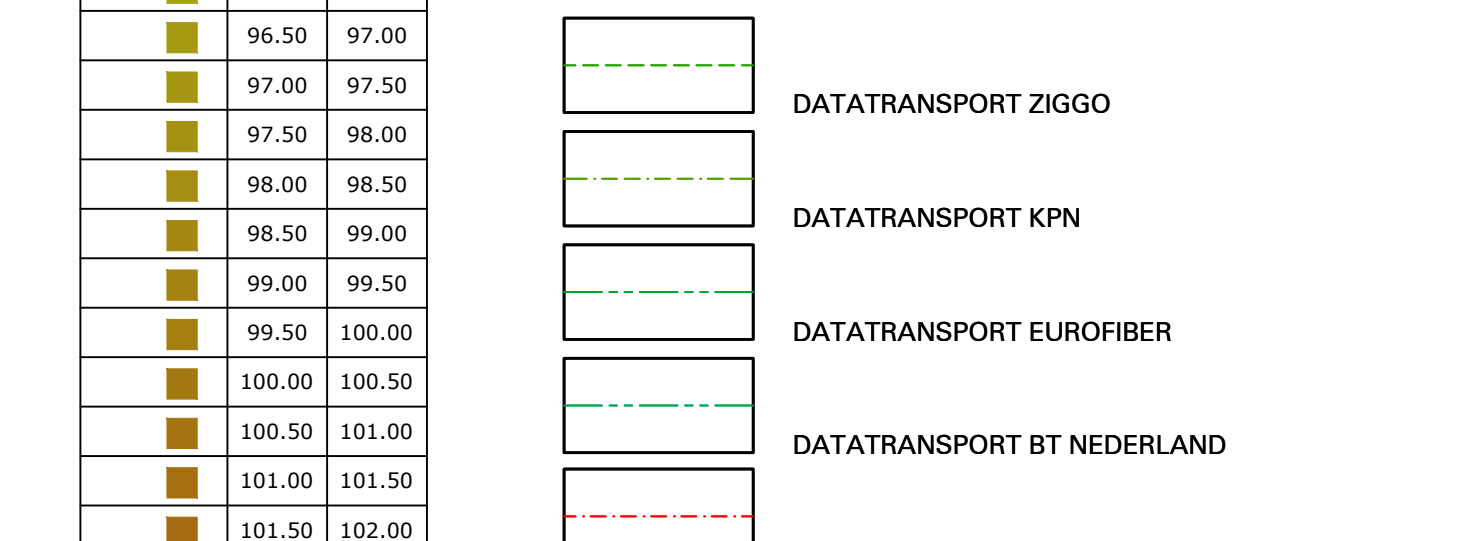 96.50 97.00
97.00 97.50
97.50 98.00
98.00 98.50
98.50 99.00
99.00 99.50
99.50 100.00
100.00 100.50
100.50 101.00
101.00 101.50
101.50 102.00
DATATRANSPORT ZIGGO
DATATRANSPORT KPN
DATATRANSPORT EUROFIBER
DATATRANSPORT BT NEDERLAND